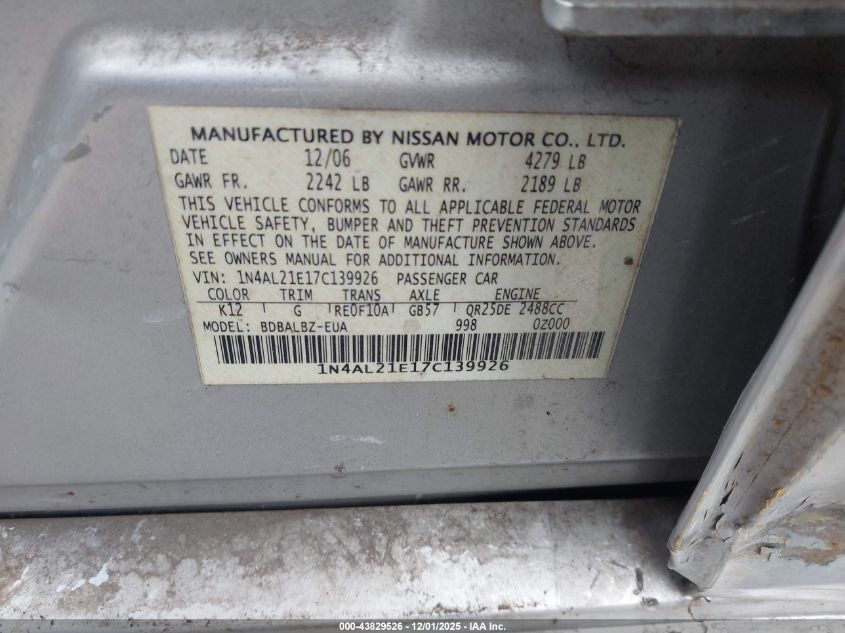 MANUFACTURED BY NISSAN MOTOR CO., LTD.
DATE 12/06 GVWR 4279 LB
GAWR FR. 2242 LB GAWR RR. 2189 LB
THIS VEHICLE CONFORMS TO ALL APPLICABLE FEDERAL MOTOR
VEHICLE SAFETY, BUMPER AND THEFT PREVENTION STANDARDS
IN EFFECT ON THE DATE OF MANUFACTURE SHOWN ABOVE.
SEE OWNERS MANUAL FOR ADDITIONAL INFORMATION.
VIN: 1N4AL21E17C139926 PASSENGER CAR
COLOR TRIM TRANS AXLE ENGINE
K12 G RE0F10A GB57 QR25DE 2488CC
MODEL: BDBALBZ-EUA 998 0Z000
1N4AL21E17C139926
000-43829526 - 12/01/2025 - IAA Inc.